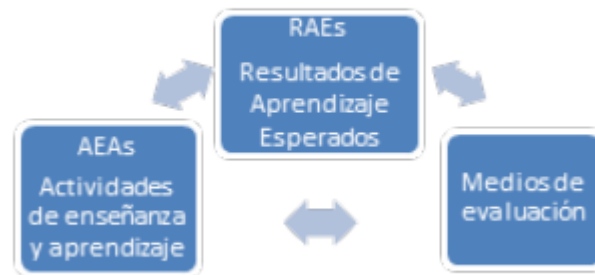 RAEs
Resultados de
Aprendizaje
Esperados
AEAs
Actividades
de enseñanza
y aprendizaje
Medios de
evaluación